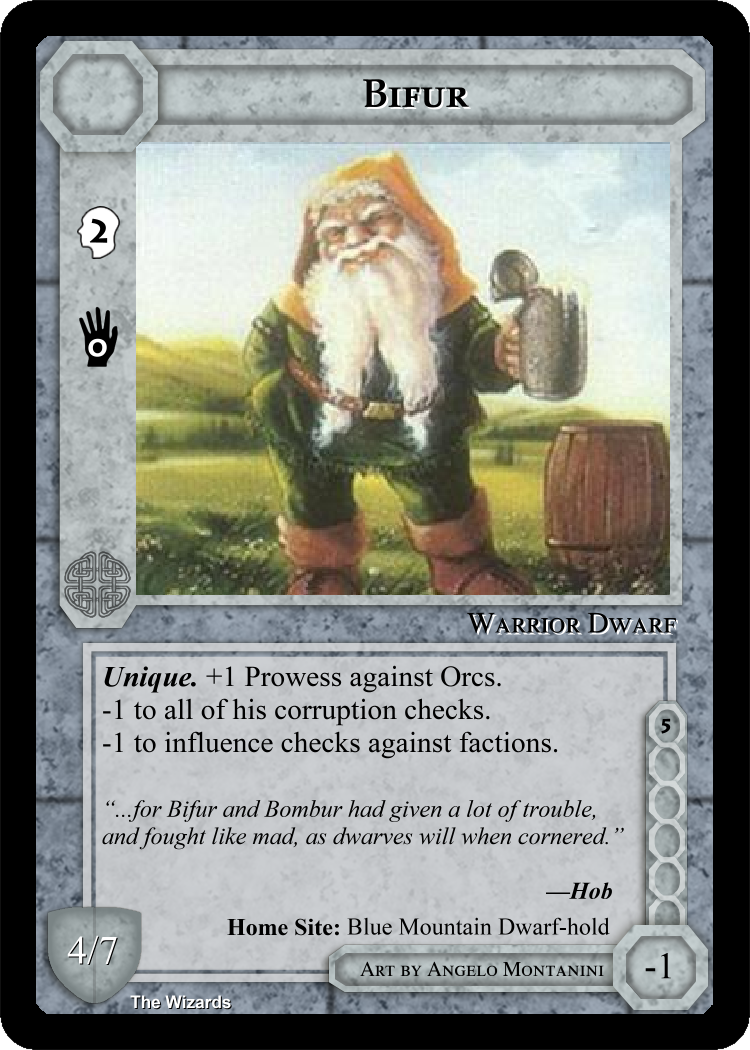 Bifur
2
0
Warrior Dwarf
Unique. +1 Prowess against Orcs.
-1 to all of his corruption checks.
-1 to influence checks against factions.
5
“...for Bifur and Bombur had given a lot of trouble,
and fought like mad, as dwarves will when cornered.”
—Hob
Home Site: Blue Mountain Dwarf-hold
4/7
Art by Angelo Montanini
-1
The Wizards